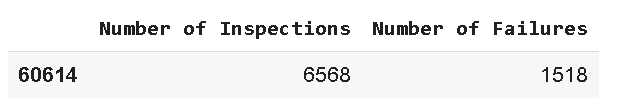 Number of Inspections Number of Failures
60614 6568 1518